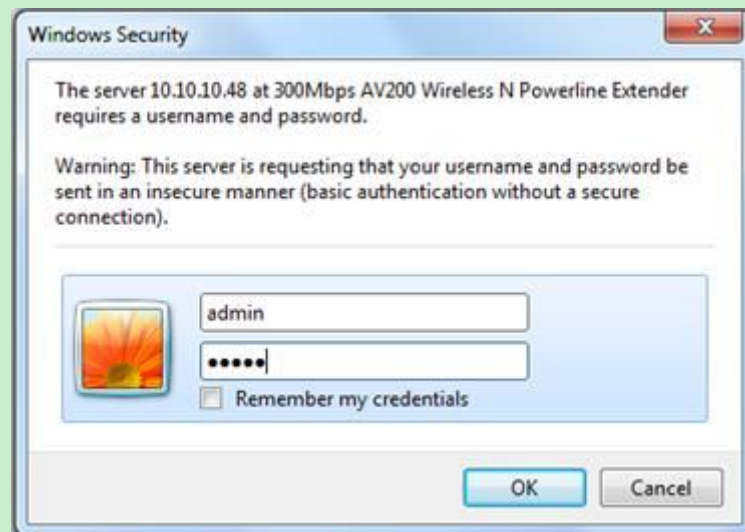 Windows Security
The server 10.10.10.48 at 300Mbps AV200 Wireless N Powerline Extender
requires a username and password.
Warning: This server is requesting that your username and password be
sent in an insecure manner (basic authentication without a secure
connection).
admin
•••••
Remember my credentials
OK
Cancel